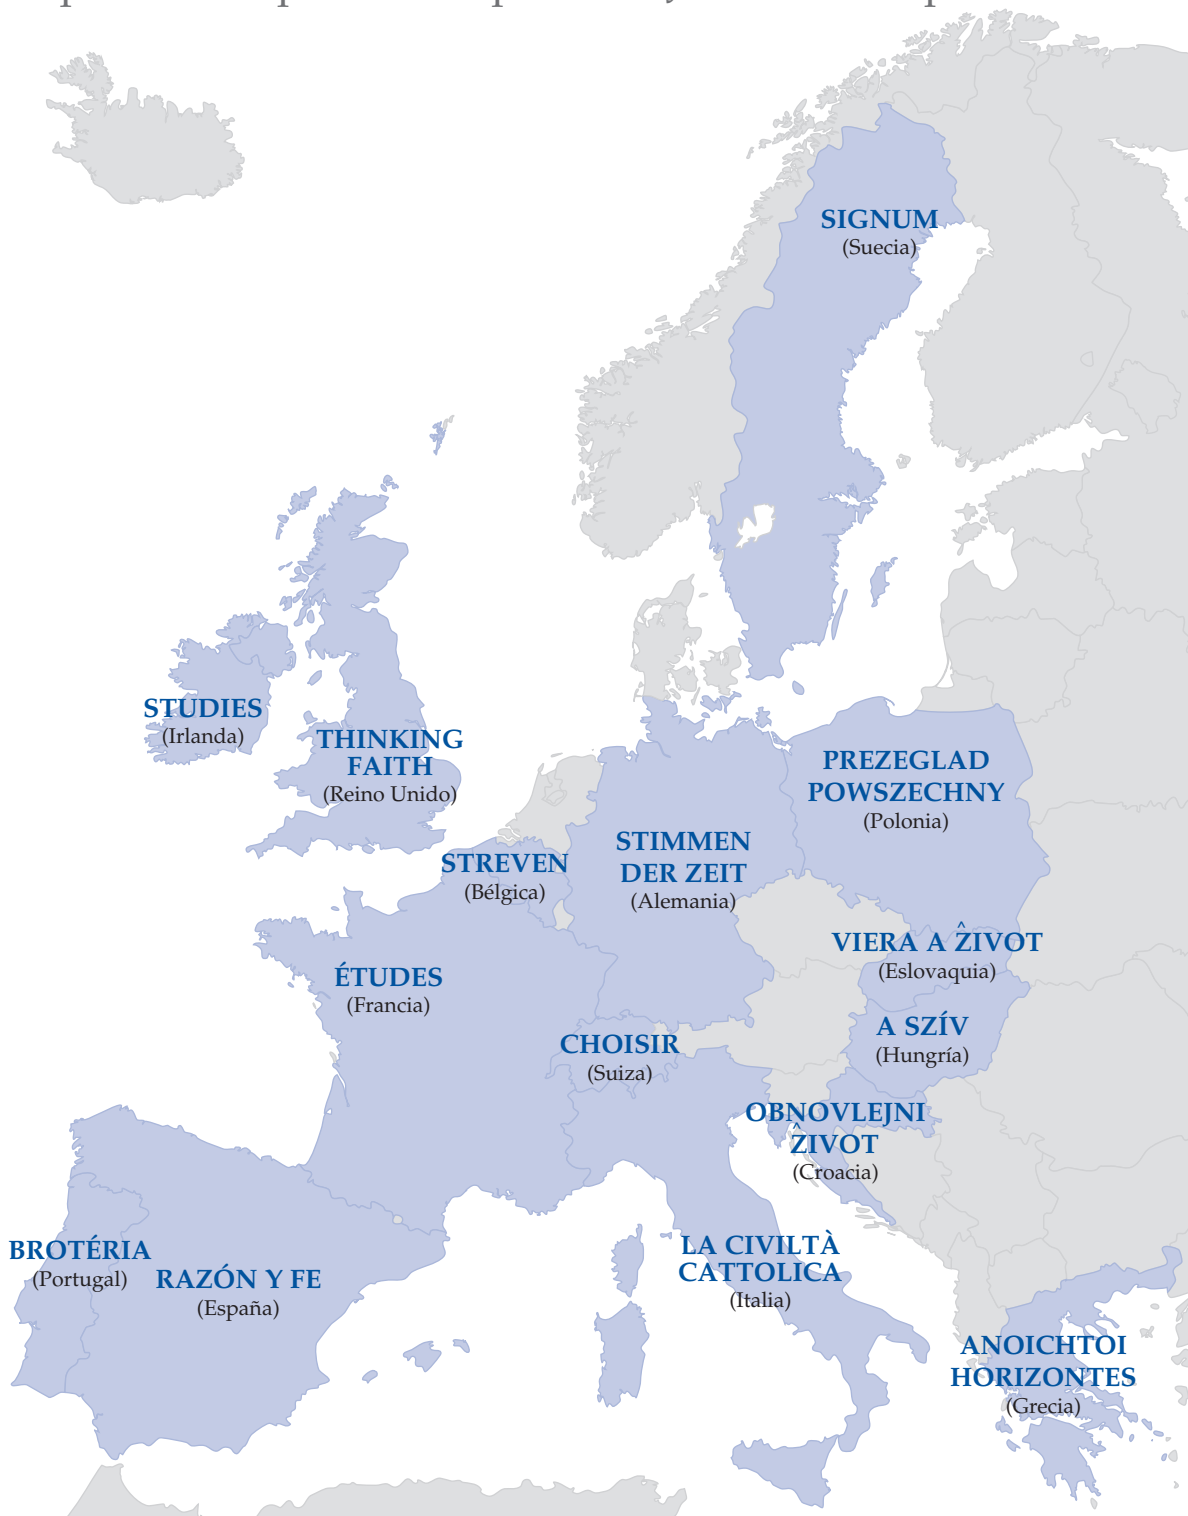 SIGNUM
(Suecia)
STUDIES
(Irlanda)
THINKING
FAITH
(Reino Unido)
PREZEGLAD
POWSZECHNY
(Polonia)
STIMMEN
DER ZEIT
(Alemania)
STREVEN
(Bélgica)
VIERA A ẐIVOT
(Eslovaquia)
ÉTUDES
(Francia)
A SZÍV
(Hungría)
CHOISIR
(Suiza)
OBNOVLEJNI
ẐIVOT
(Croacia)
BROTÉRIA
(Portugal)
RAZÓN Y FE
(España)
LA CIVILTÀ
CATTOLICA
(Italia)
ANOICHTOI
HORIZONTES
(Grecia)